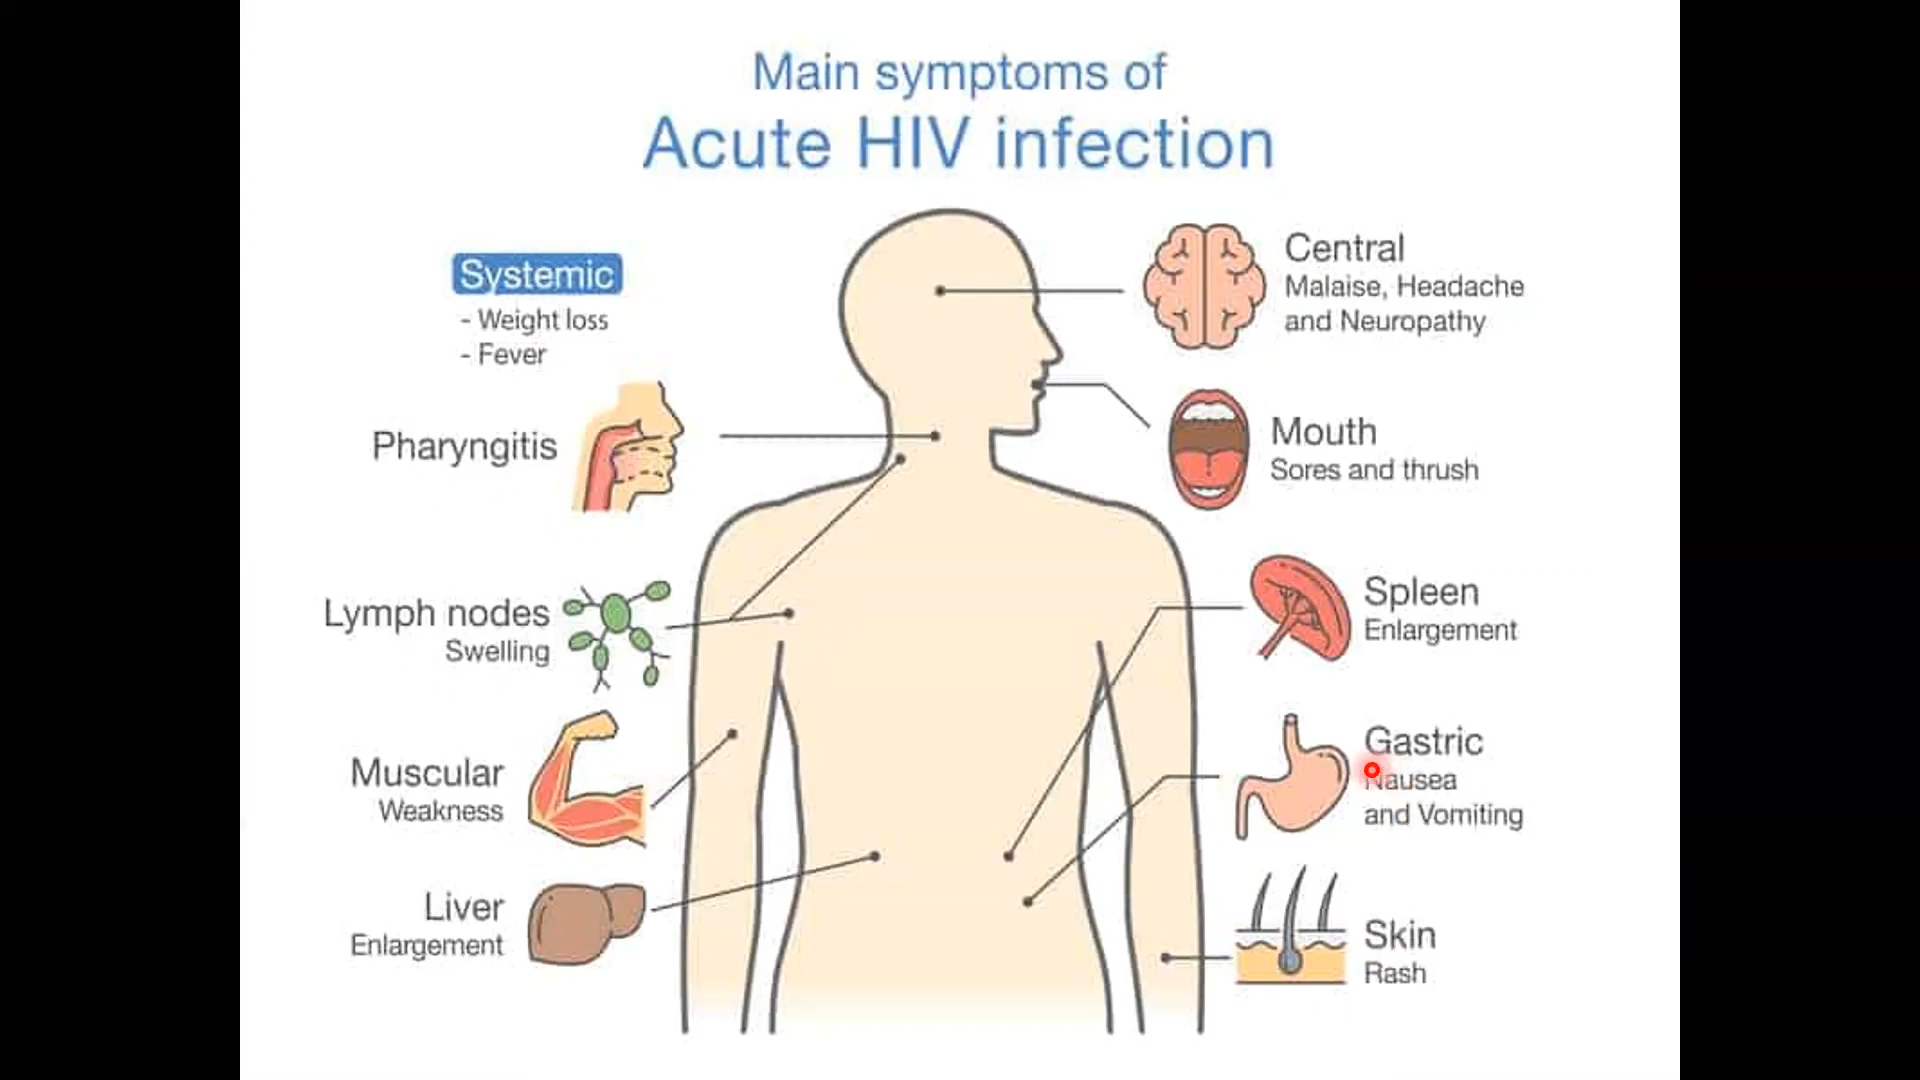 Main symptoms of
Acute HIV infection
Systemic
- Weight loss
- Fever
Pharyngitis
Lymph nodes
Swelling
Muscular
Weakness
Liver
Enlargement
Central
Malaise, Headache
and Neuropathy
Mouth
Sores and thrush
Spleen
Enlargement
Gastric
Nausea
and Vomiting
Skin
Rash